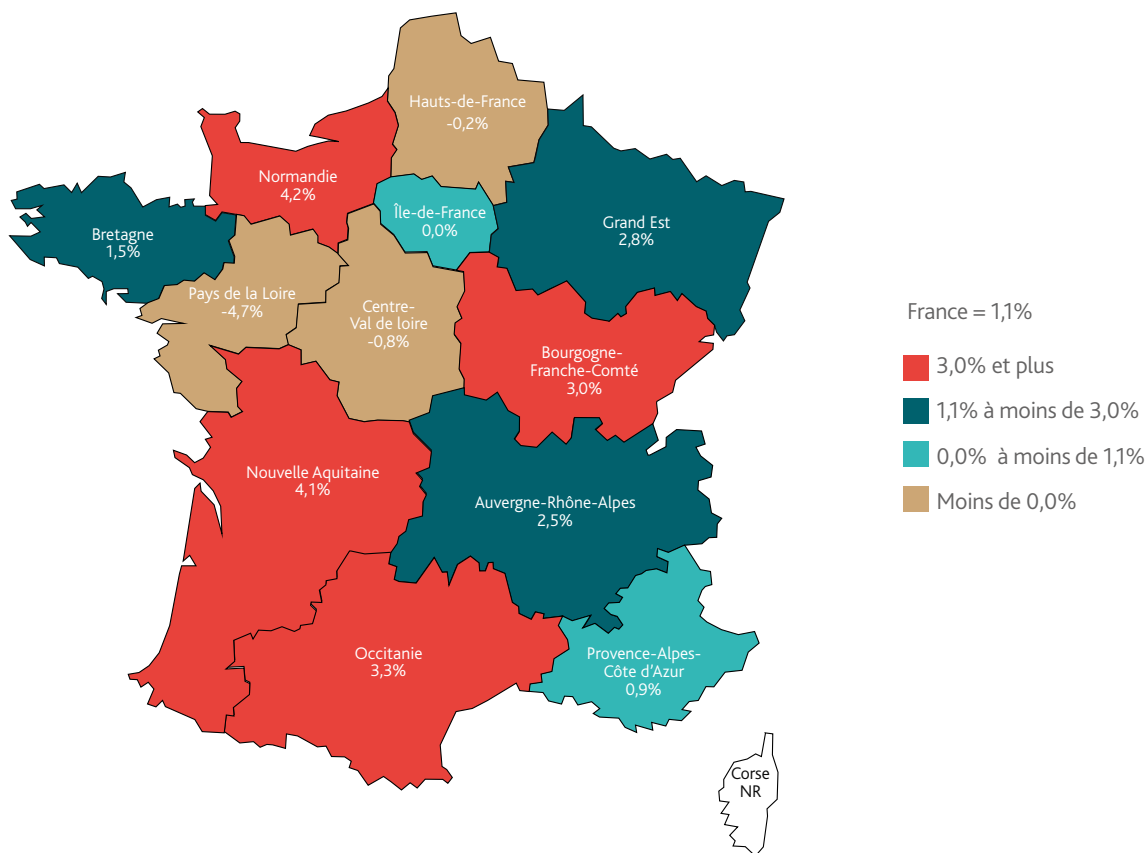 Hauts-de-France
-0,2%
Normandie
4,2%
Île-de-France
0,0%
Grand Est
2,8%
Bretagne
1,5%
Pays de la Loire
-4,7%
Centre-
Val de loire
-0,8%
Bourgogne-
Franche-Comté
3,0%
Nouvelle Aquitaine
4,1%
Auvergne-Rhône-Alpes
2,5%
Occitanie
3,3%
Provence-Alpes-
Côte d'Azur
0,9%
Corse
NR
France = 1,1%
3,0% et plus
1,1% à moins de 3,0%
0,0% à moins de 1,1%
Moins de 0,0%